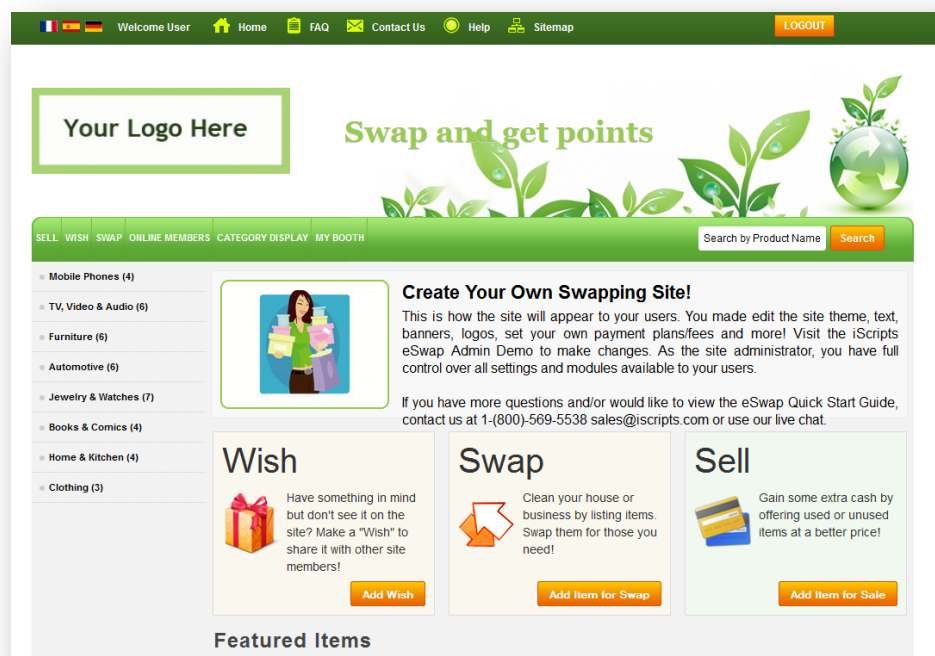 Welcome User Home FAQ Contact Us Help Sitemap LOGOUT
Your Logo Here
Swap and get points
SELL WISH SWAP ONLINE MEMBERS CATEGORY DISPLAY MY BOOTH Search by Product Name Search
Mobile Phones (4)
TV, Video & Audio (6)
Furniture (6)
Automotive (6)
Jewelry & Watches (7)
Books & Comics (4)
Home & Kitchen (4)
Clothing (3)
Create Your Own Swapping Site!
This is how the site will appear to your users. You made edit the site theme, text,
banners, logos, set your own payment plans/fees and more! Visit the iScripts
eSwap Admin Demo to make changes. As the site administrator, you have full
control over all settings and modules available to your users.
If you have more questions and/or would like to view the eSwap Quick Start Guide,
contact us at 1-(800)-569-5538 sales@iscripts.com or use our live chat.
Wish
Have something in mind
but don't see it on the
site? Make a "Wish" to
share it with other site
members!
Add Wish
Swap
Clean your house or
business by listing items.
Swap them for those you
need!
Add Item for Swap
Sell
Gain some extra cash by
offering used or unused
items at a better price!
Add Item for Sale
Featured Items